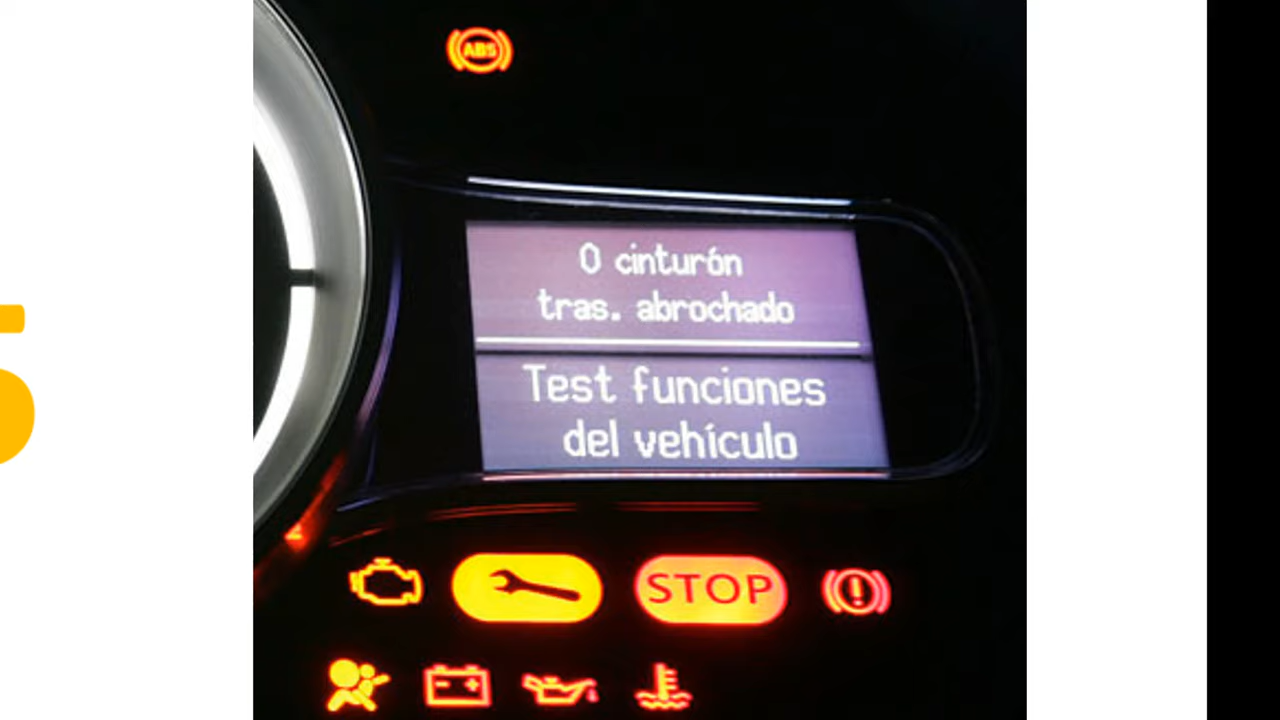 ABS
0 cinturón
tras. abrochado
Test funciones
del vehículo
STOP